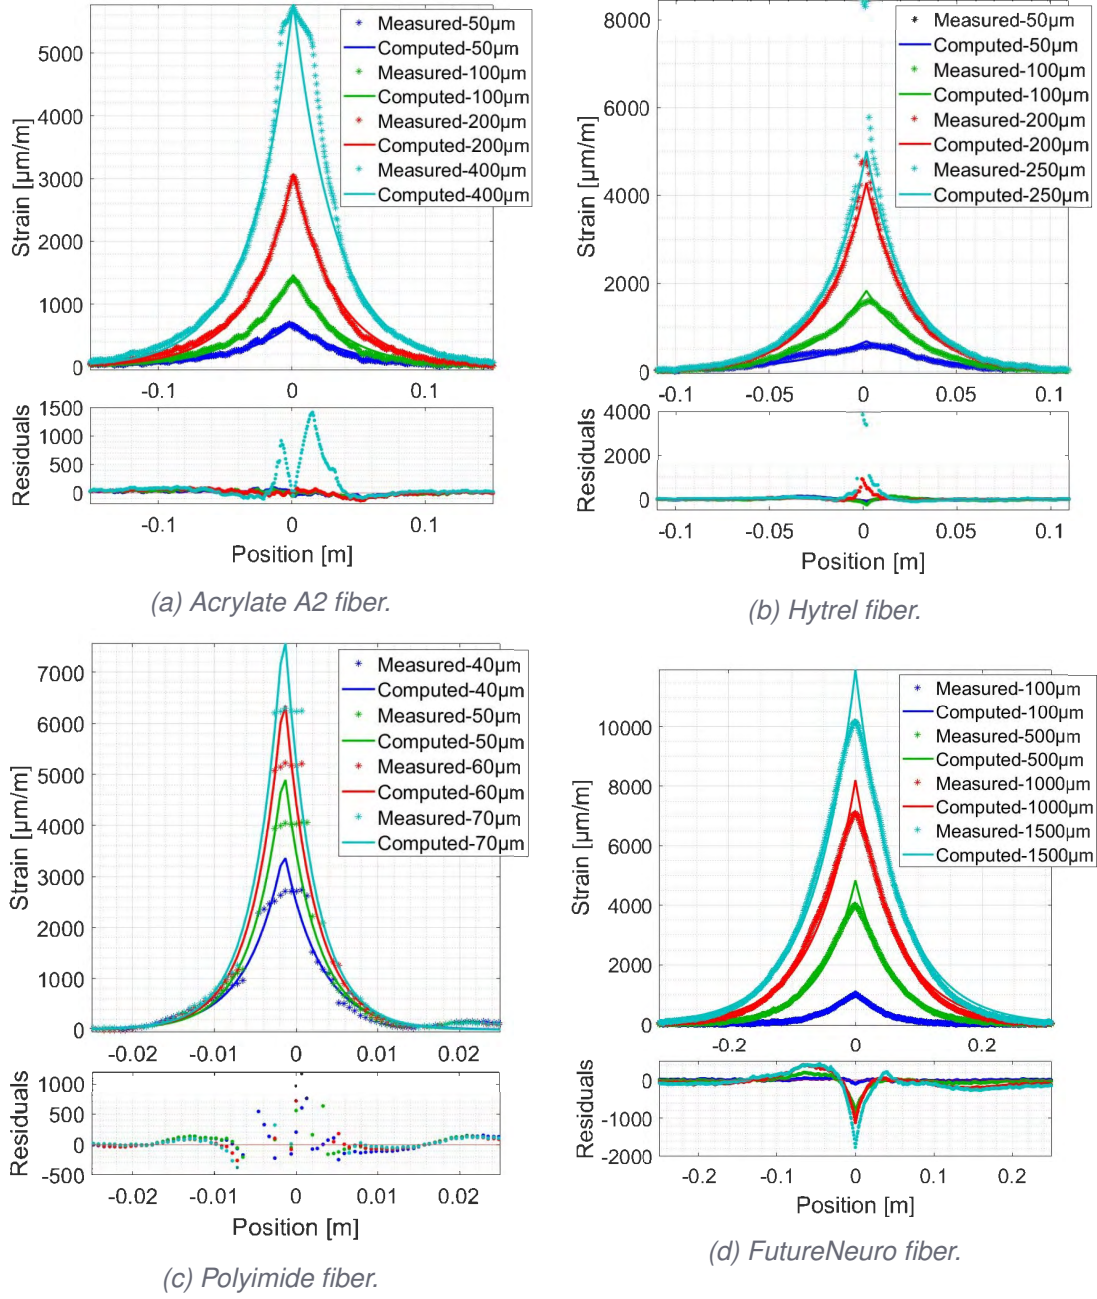 5000
4000
3000
2000
1000
0
Strain [µm/m]
Measured-50µm
Computed-50µm
Measured-100µm
Computed-100µm
Measured-200µm
Computed-200µm
Measured-400µm
Computed-400µm
-0.1
0
0.1
1500
1000
500
0
Residuals
-0.1
0
0.1
Position [m]
(a) Acrylate A2 fiber.
8000
6000
4000
2000
0
Strain [µm/m]
Measured-50µm
Computed-50µm
Measured-100µm
Computed-100µm
Measured-200µm
Computed-200µm
Measured-250µm
Computed-250µm
-0.1
-0.05
0
0.05
0.1
4000
2000
0
Residuals
-0.1
-0.05
0
0.05
0.1
Position [m]
(b) Hytrel fiber.
7000
6000
5000
4000
3000
2000
1000
0
Strain [µm/m]
Measured-40µm
Computed-40µm
Measured-50µm
Computed-50µm
Measured-60µm
Computed-60µm
Measured-70µm
Computed-70µm
-0.02
-0.01
0
0.01
0.02
1000
500
0
-500
Residuals
-0.02
-0.01
0
0.01
0.02
Position [m]
(c) Polyimide fiber.
10000
8000
6000
4000
2000
0
Strain [µm/m]
-0.2
0
0.2
Measured-100µm
Computed-100µm
Measured-500µm
Computed-500µm
Measured-1000µm
Computed-1000µm
Measured-1500µm
Computed-1500µm
-0.2
0
0.2
0
-1000
-2000
Residuals
-0.2
-0.1
0
0.1
0.2
Position [m]
(d) FutureNeuro fiber.